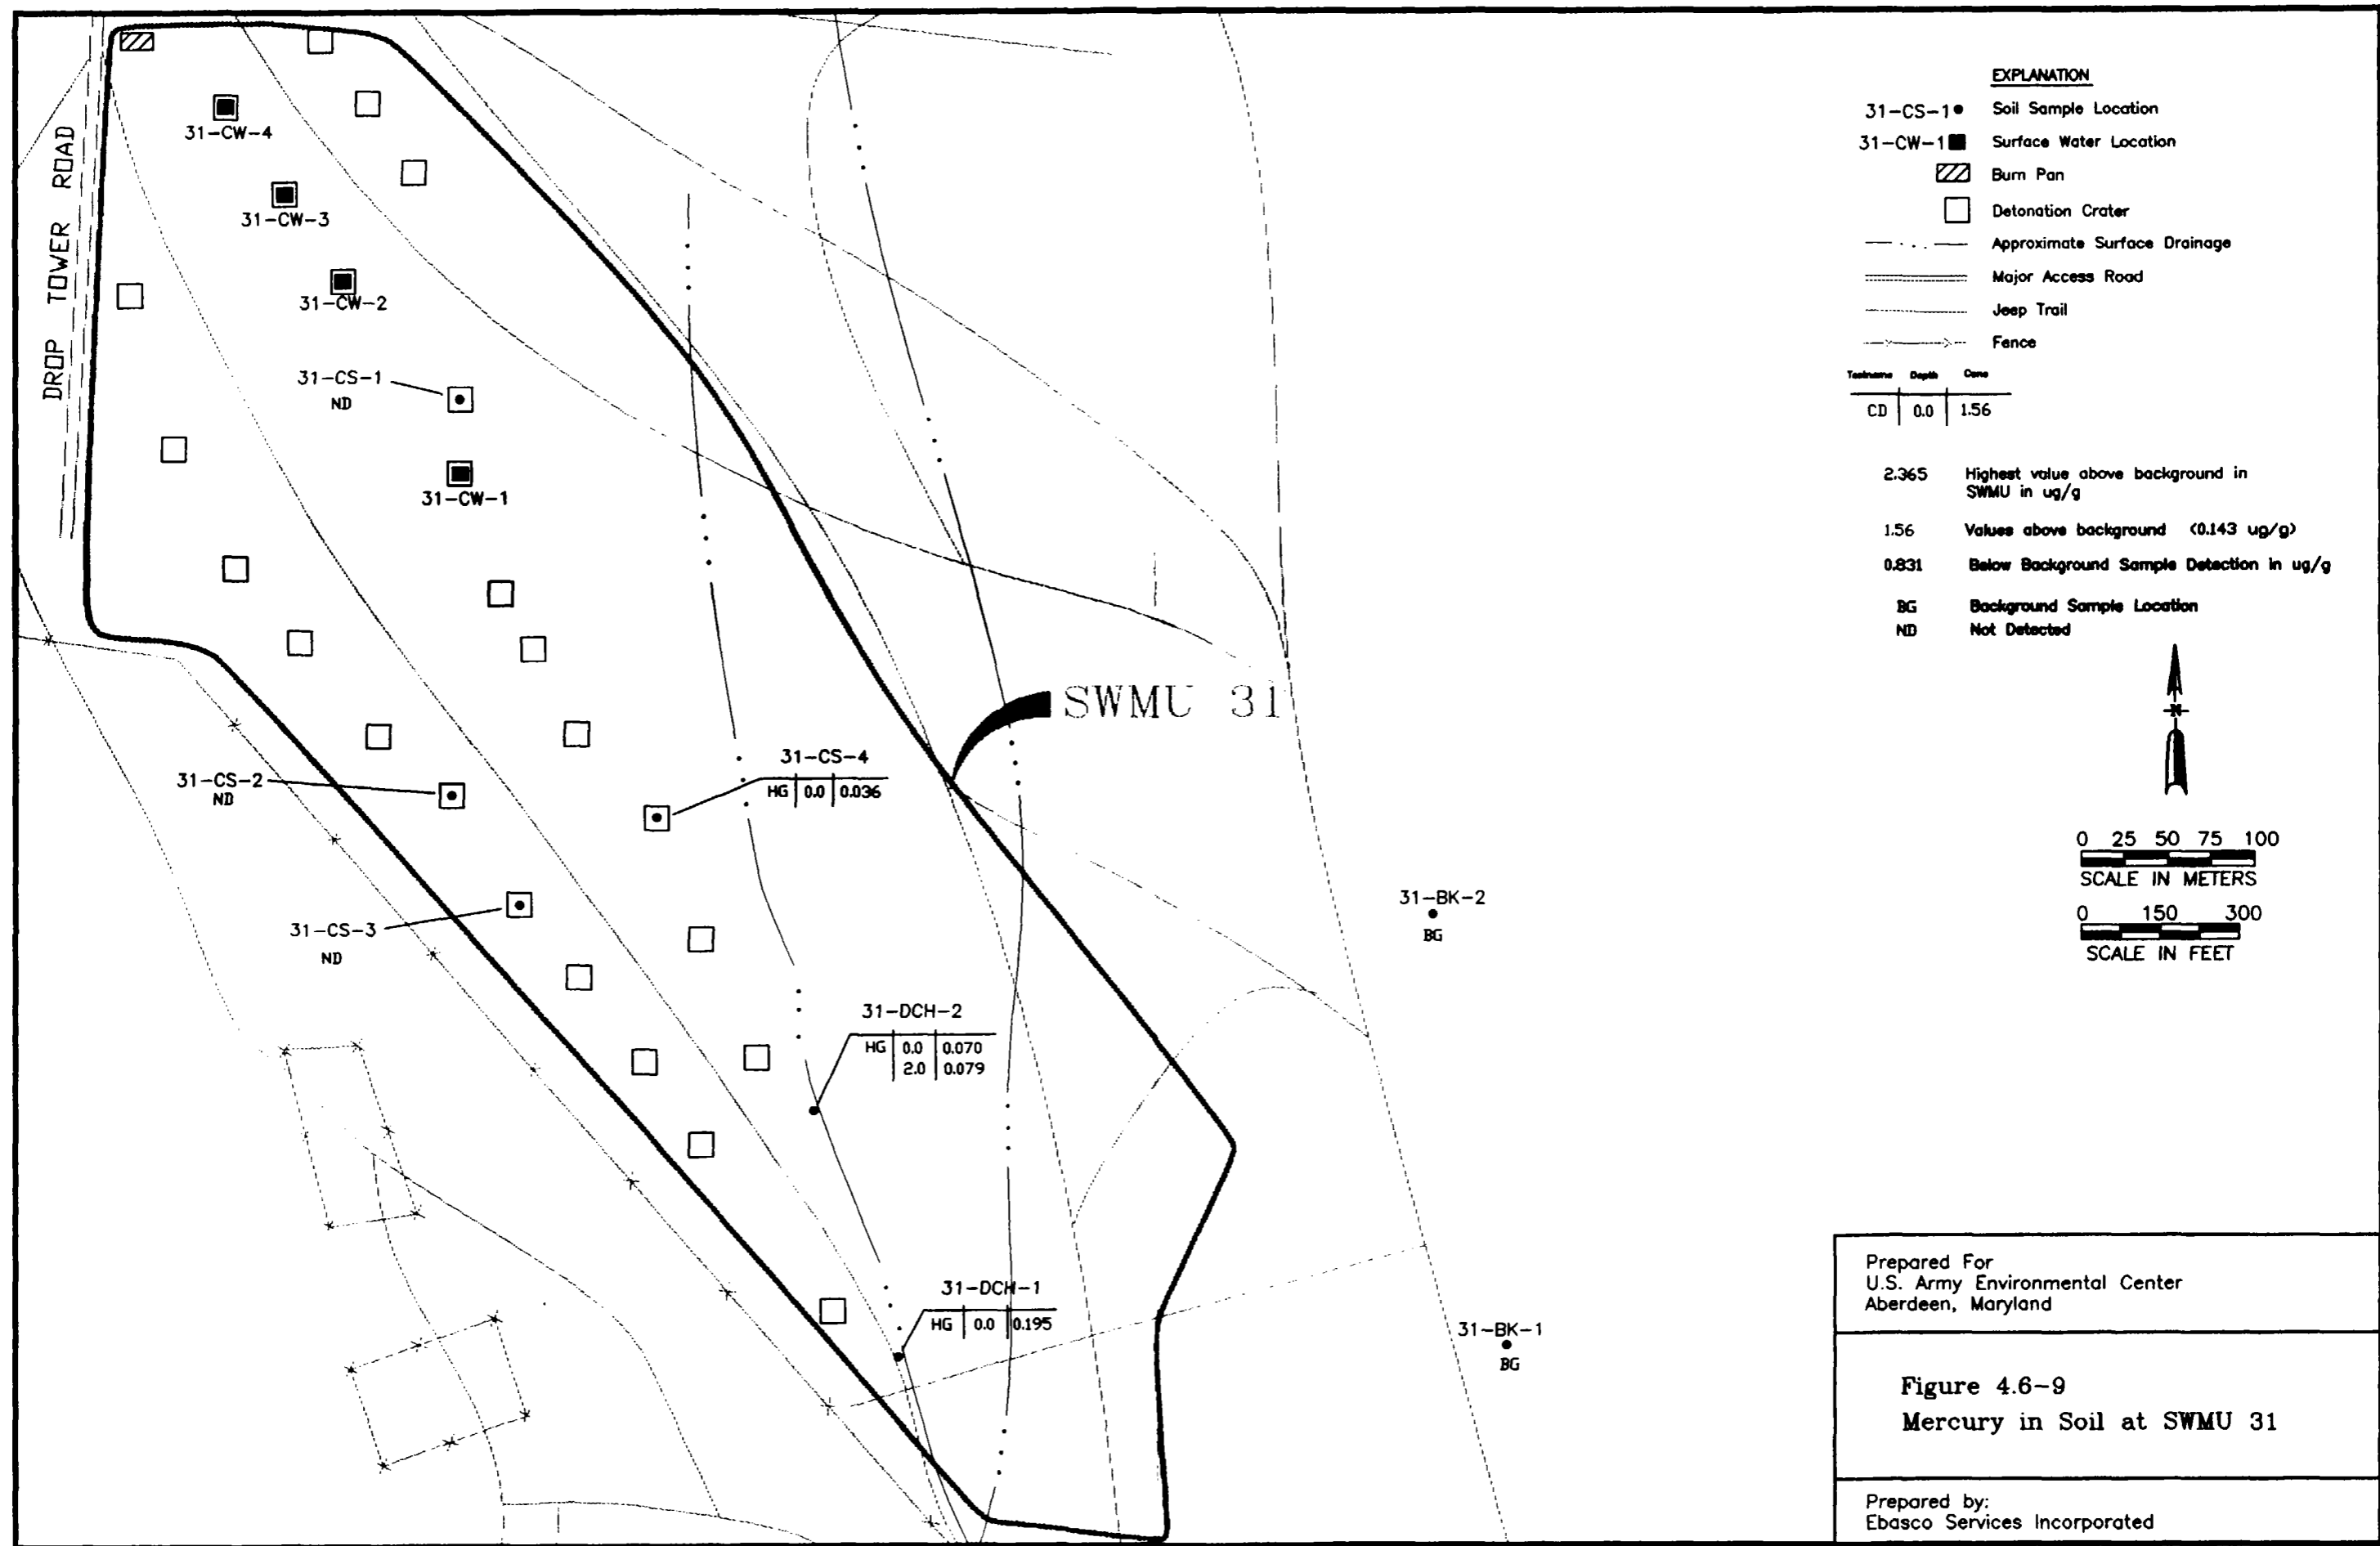 31-CW-4
31-CW-3
31-CW-2
DROP TOWER ROAD
31-CS-1
ND
31-CW-1
SWMU 31
31-CS-2
ND
31-CS-4
HG 0.0 0.036
31-CS-3
ND
31-BK-2
BG
31-DCH-2
HG 0.0 0.070
2.0 0.079
31-DCH-1
HG 0.0 0.195
31-BK-1
BG
EXPLANATION
31-CS-1 Soil Sample Location
31-CW-1 Surface Water Location
Burn Pan
Detonation Crater
Approximate Surface Drainage
Major Access Road
Jeep Trail
Fence
Testname Depth Conc
CD 0.0 1.56
2.365 Highest value above background in
SWMU in ug/g
1.56 Values above background (0.143 ug/g)
0.831 Below Background Sample Detection in ug/g
BG Background Sample Location
ND Not Detected
N
0 25 50 75 100
SCALE IN METERS
0 150 300
SCALE IN FEET
Prepared For
U.S. Army Environmental Center
Aberdeen, Maryland
Figure 4.6-9
Mercury in Soil at SWMU 31
Prepared by:
Ebasco Services Incorporated